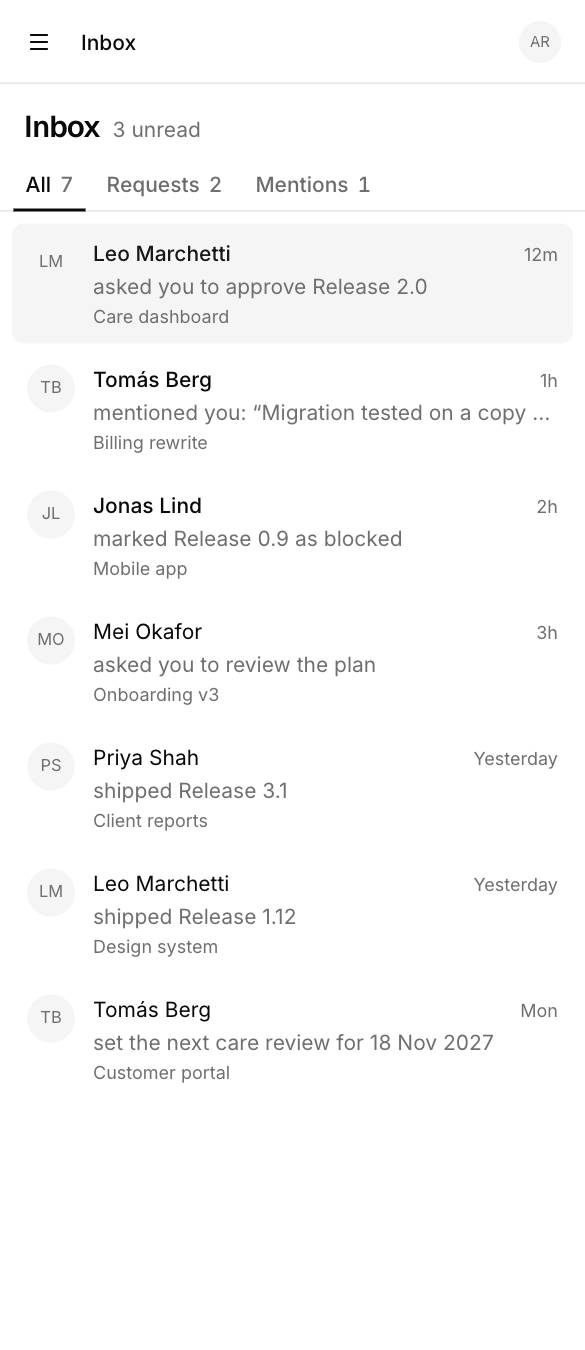 Inbox
AR
Inbox 3 unread
All 7 Requests 2 Mentions 1
LM
Leo Marchetti 12m
asked you to approve Release 2.0
Care dashboard
TB
Tomás Berg 1h
mentioned you: “Migration tested on a copy ...
Billing rewrite
JL
Jonas Lind 2h
marked Release 0.9 as blocked
Mobile app
MO
Mei Okafor 3h
asked you to review the plan
Onboarding v3
PS
Priya Shah Yesterday
shipped Release 3.1
Client reports
LM
Leo Marchetti Yesterday
shipped Release 1.12
Design system
TB
Tomás Berg Mon
set the next care review for 18 Nov 2027
Customer portal